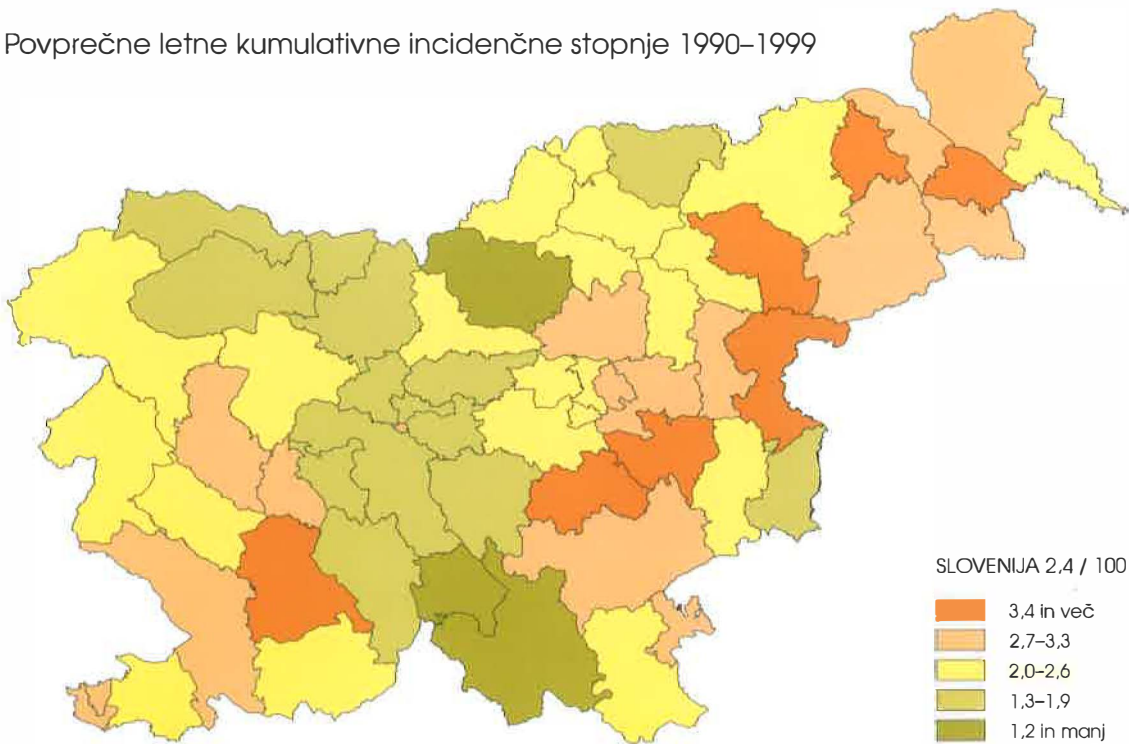 Povprečne letne kumulativne incidenčne stopnje 1990–1999
SLOVENIJA 2,4 / 100
3,4 in več
2,7–3,3
2,0–2,6
1,3–1,9
1,2 in manj